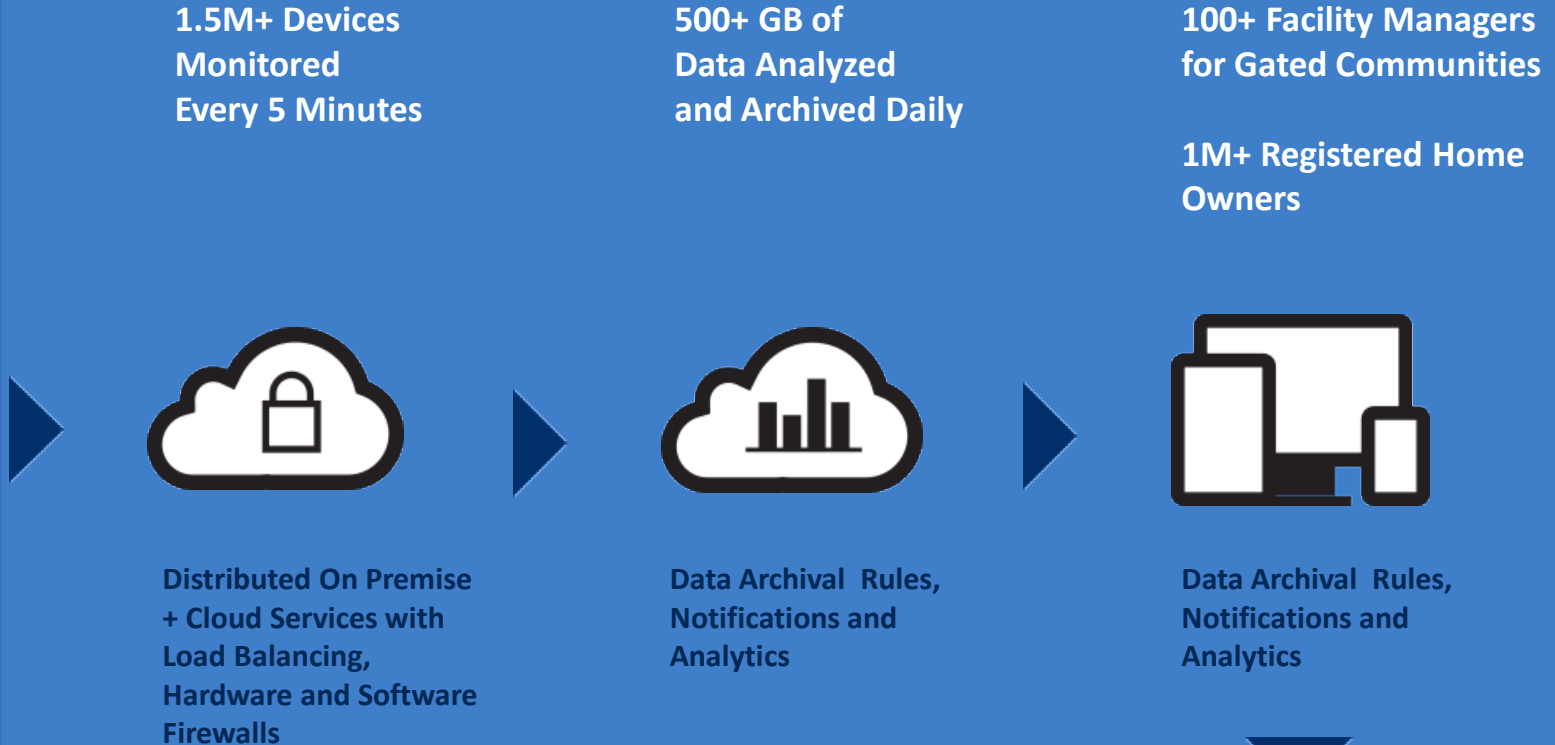 1.5M+ Devices
Monitored
Every 5 Minutes
500+ GB of
Data Analyzed
and Archived Daily
100+ Facility Managers
for Gated Communities
1M+ Registered Home
Owners
Distributed On Premise
+ Cloud Services with
Load Balancing,
Hardware and Software
Firewalls
Data Archival  Rules,
Notifications and
Analytics
Data Archival  Rules,
Notifications and
Analytics